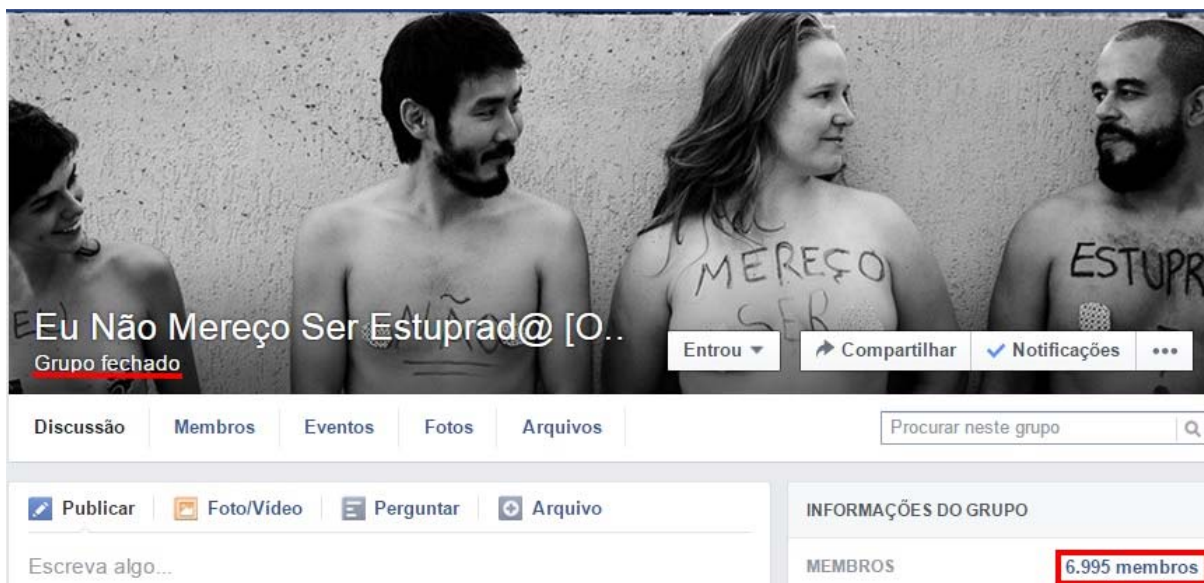 NÃO
MEREÇO
SER
ESTUPR
Eu Não Mereço Ser Estuprad@ [O..
Grupo fechado
Entrou
Compartilhar
Notificações
Discussão
Membros
Eventos
Fotos
Arquivos
Procurar neste grupo
Publicar
Foto/Vídeo
Perguntar
Arquivo
INFORMAÇÕES DO GRUPO
Escreva algo...
MEMBROS
6.995 membros